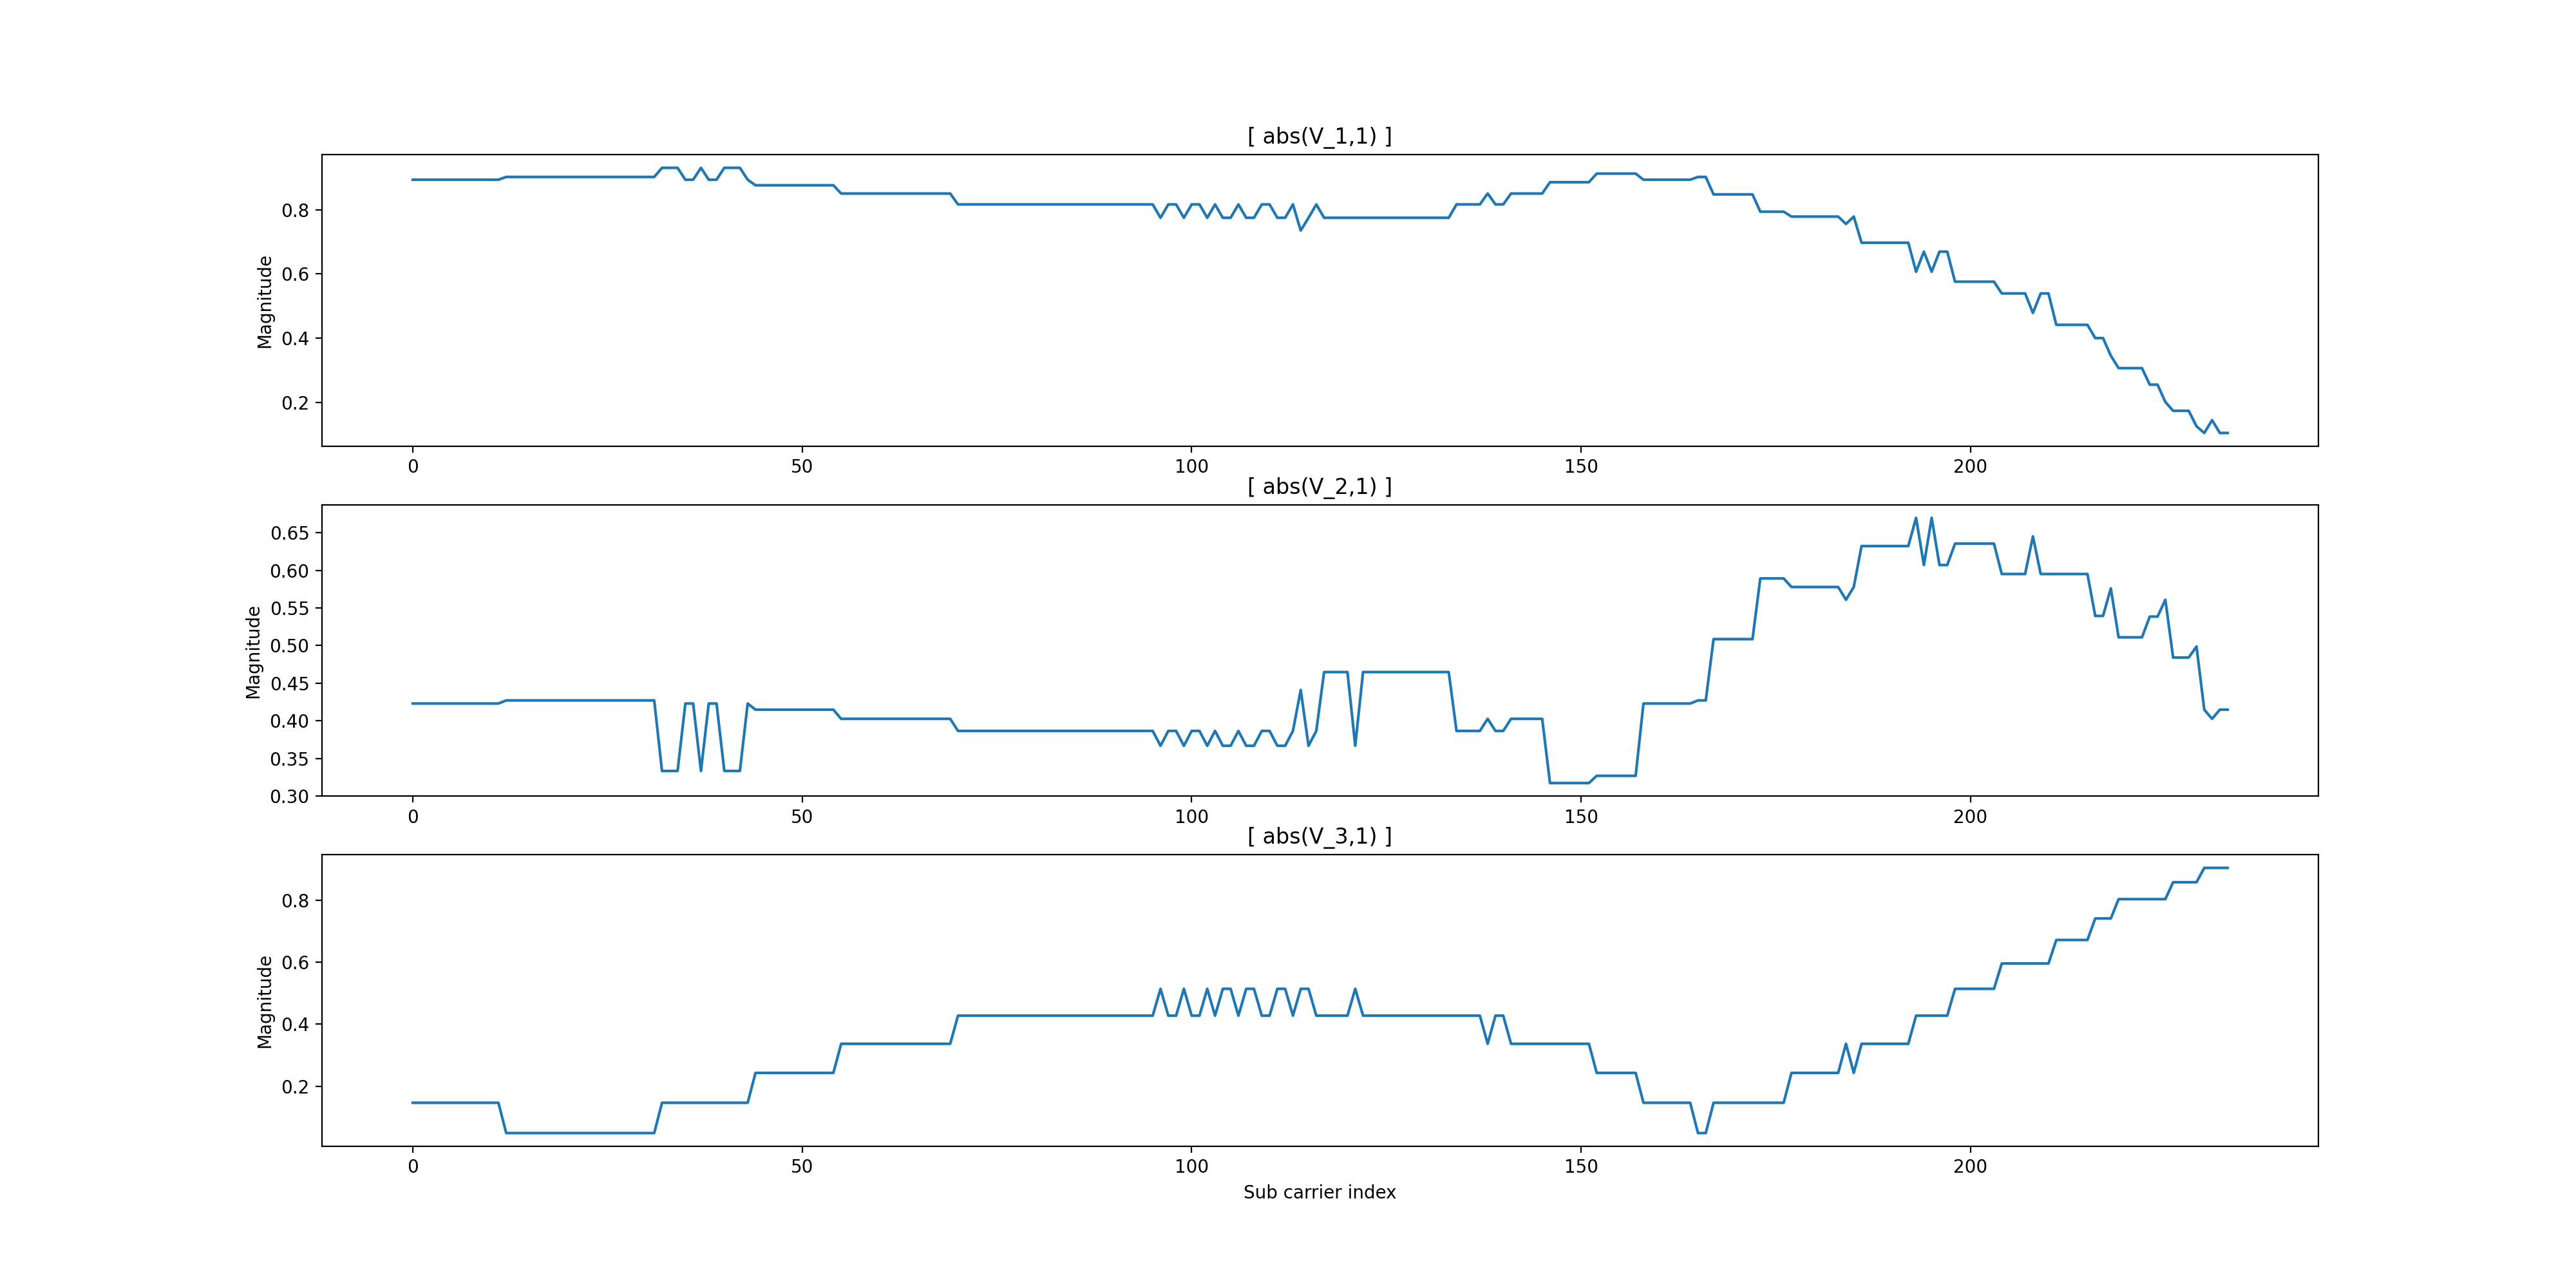 [ abs(V_1,1) ]
Magnitude
0.8
0.6
0.4
0.2
0 50 100 150 200
[ abs(V_2,1) ]
Magnitude
0.65
0.60
0.55
0.50
0.45
0.40
0.35
0.30
0 50 100 150 200
[ abs(V_3,1) ]
Magnitude
0.8
0.6
0.4
0.2
0 50 100 150 200
Sub carrier index